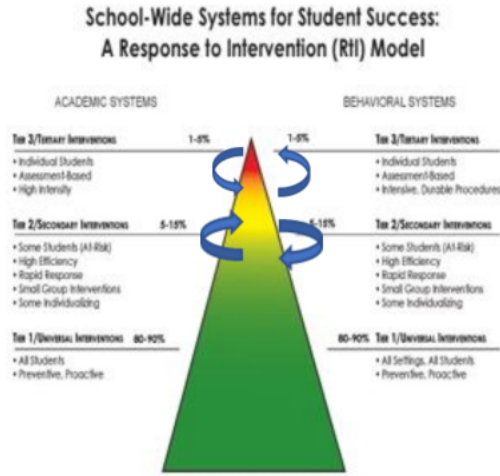 School-Wide Systems for Student Success:
A Response to Intervention (RtI) Model
ACADEMIC SYSTEMS
BEHAVIORAL SYSTEMS
TIER 3/TERTIARY INTERVENTIONS 1-5%
• Individual Students
• Assessment-Based
• High Intensity
1-5% TIER 3/TERTIARY INTERVENTIONS
• Individual Students
• Assessment-Based
• Intensive, Durable Procedures
TIER 2/SECONDARY INTERVENTIONS 5-15%
• Some Students (At-Risk)
• High Efficiency
• Rapid Response
• Small Group Interventions
• Some Individualizing
5-15% TIER 2/SECONDARY INTERVENTIONS
• Some Students (At-Risk)
• High Efficiency
• Rapid Response
• Small Group Interventions
• Some Individualizing
TIER 1/UNIVERSAL INTERVENTIONS 80-90%
• All Students
• Preventive, Proactive
80-90% TIER 1/UNIVERSAL INTERVENTIONS
• All Settings, All Students
• Preventive, Proactive